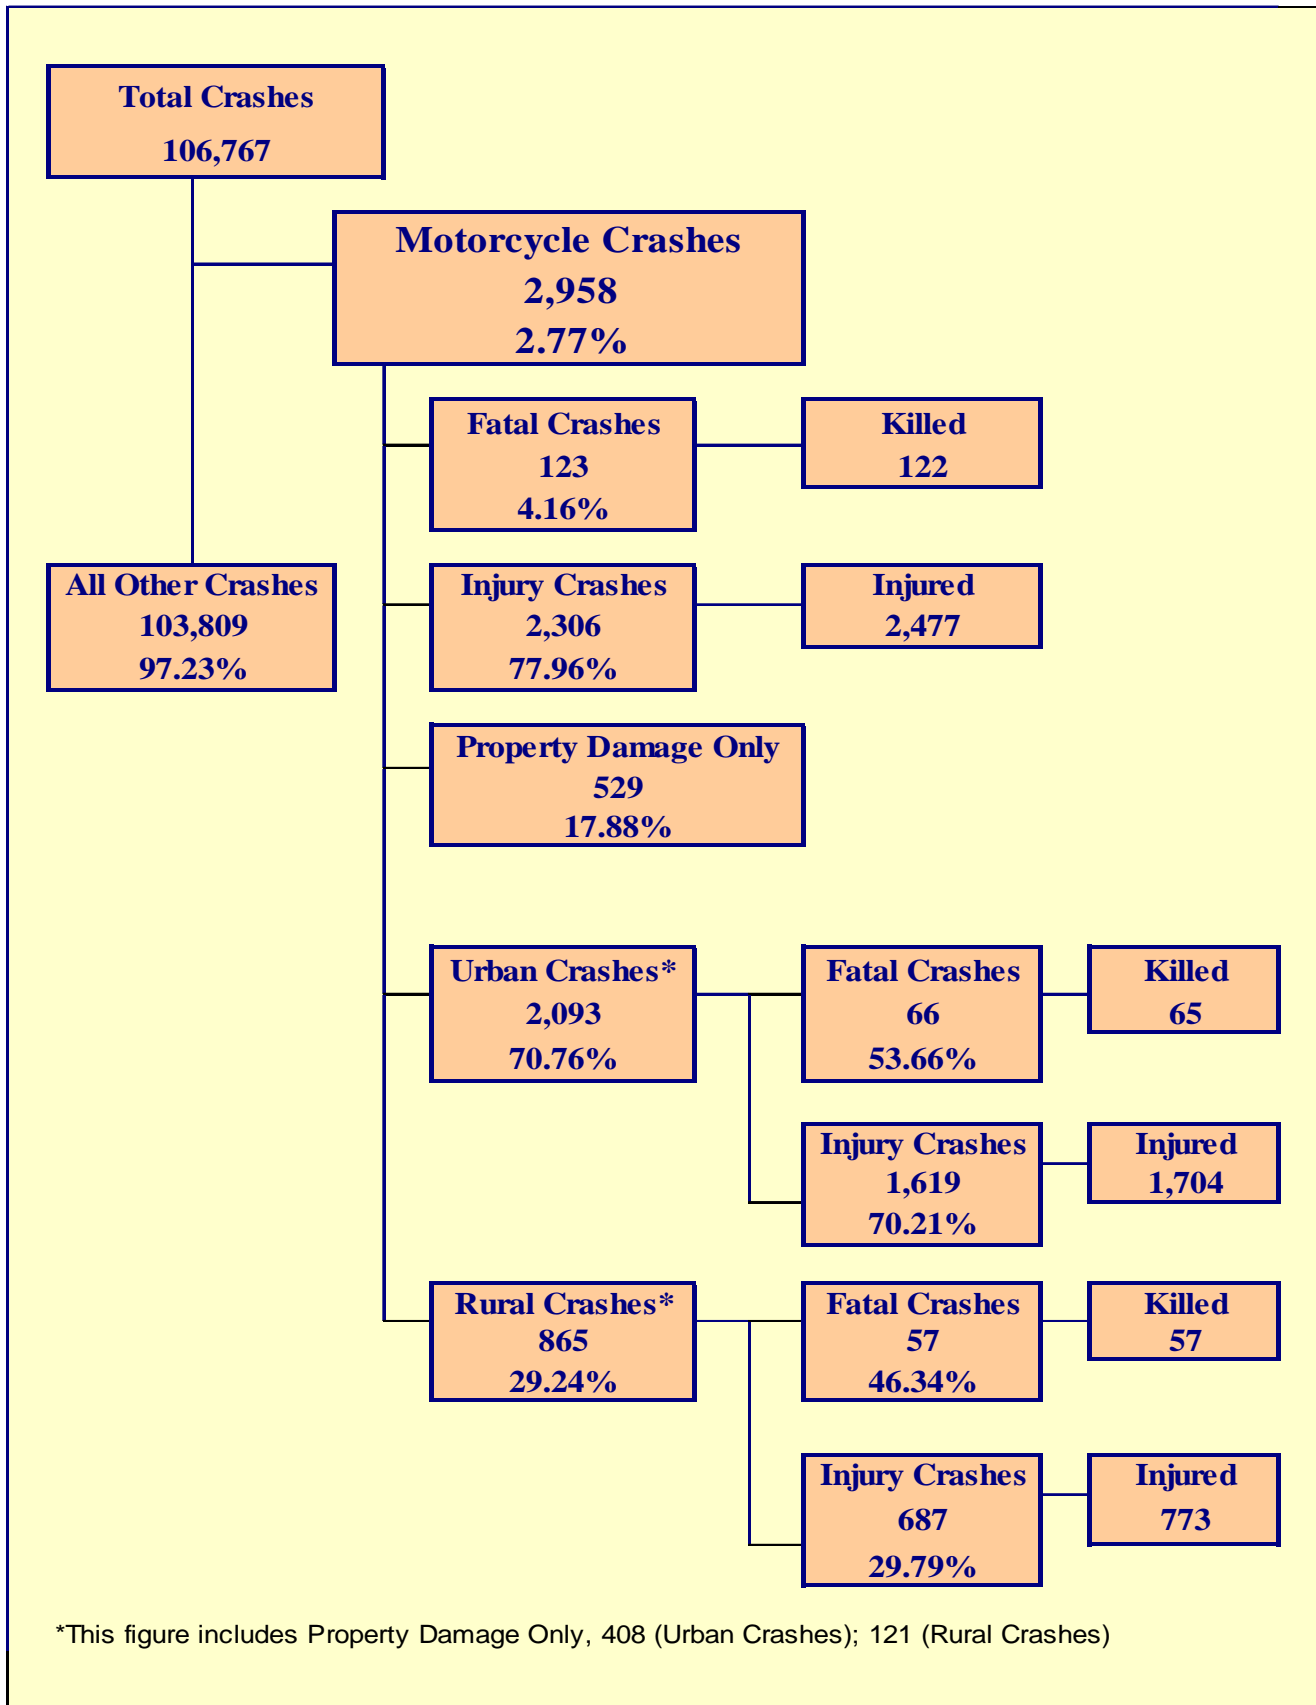 Total Crashes
106,767
Motorcycle Crashes
2,958
2.77%
Fatal Crashes
123
4.16%
Killed
122
All Other Crashes
103,809
97.23%
Injury Crashes
2,306
77.96%
Injured
2,477
Property Damage Only
529
17.88%
Urban Crashes*
2,093
70.76%
Fatal Crashes
66
53.66%
Killed
65
Injury Crashes
1,619
70.21%
Injured
1,704
Rural Crashes*
865
29.24%
Fatal Crashes
57
46.34%
Killed
57
Injury Crashes
687
29.79%
Injured
773
*This figure includes Property Damage Only, 408 (Urban Crashes); 121 (Rural Crashes)